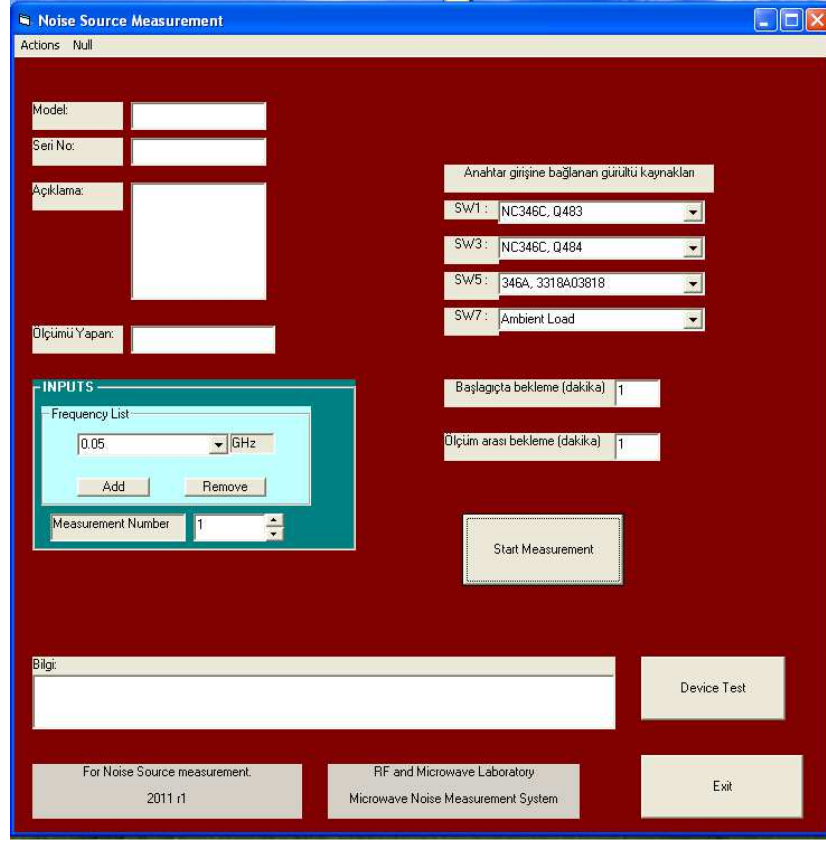 Noise Source Measurement
Actions Null
Model:
Seri No:
Açıklama:
Ölçümü Yapan:
Anahtar girişine bağlanan gürültü kaynakları
SW1 : NC346C, Q483
SW3 : NC346C, Q484
SW5 : 346A, 3318A03818
SW7 : Ambient Load
INPUTS
Frequency List
0.05 GHz
Add Remove
Measurement Number 1
Başlagıçta bekleme (dakika) 1
Ölçüm arası bekleme (dakika) 1
Start Measurement
Bilgi:
Device Test
For Noise Source measurement.
2011 r1
RF and Microwave Laboratory
Microwave Noise Measurement System
Exit